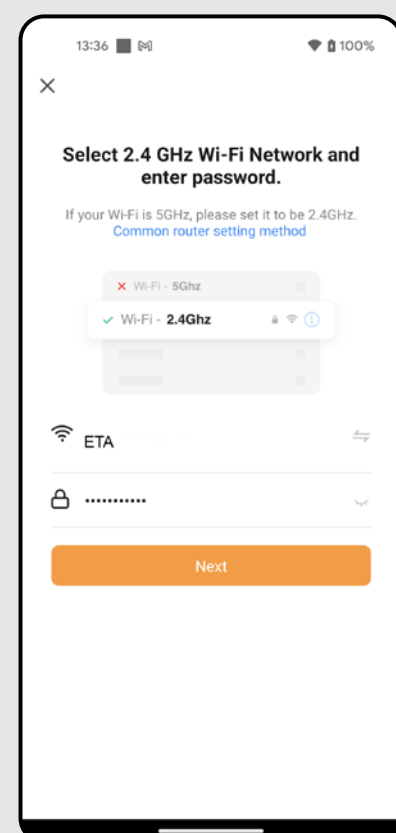 13:36 100%
Select 2.4 GHz Wi-Fi Network and
enter password.
If your Wi-Fi is 5GHz, please set it to be 2.4GHz.
Common router setting method
Wi-Fi - 5Ghz
Wi-Fi - 2.4Ghz
ETA
•••••••••••
Next